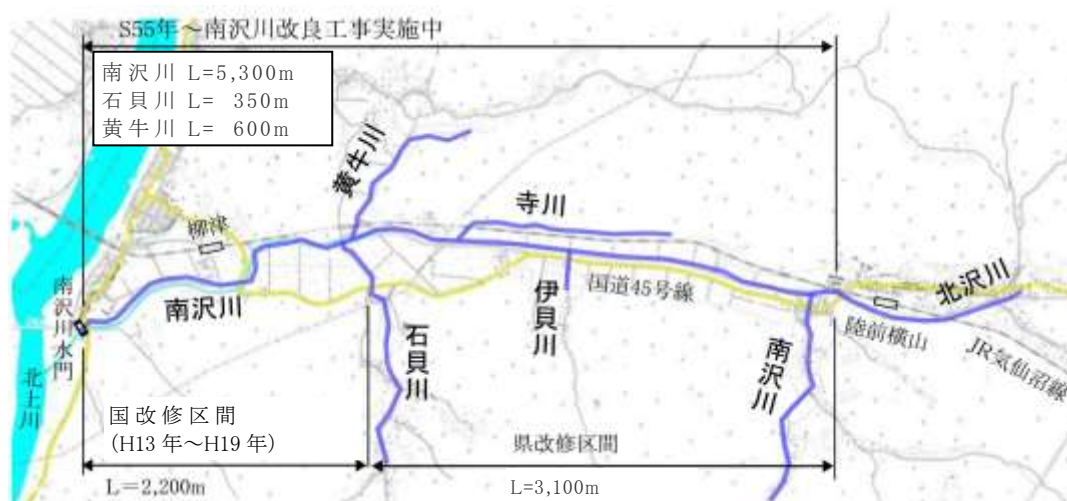 S55年~南沢川改良工事実施中
南沢川 L=5,300m
石貝川 L= 350m
黄牛川 L= 600m
黄牛川
寺川
柳津
南沢川
伊貝川
国道45号線
北沢川
陸前横山
JR気仙沼線
南沢川水門
北上川
石貝川
南沢川
国改修区間
(H13年~H19年)
県改修区間
L=2,200m
L=3,100m